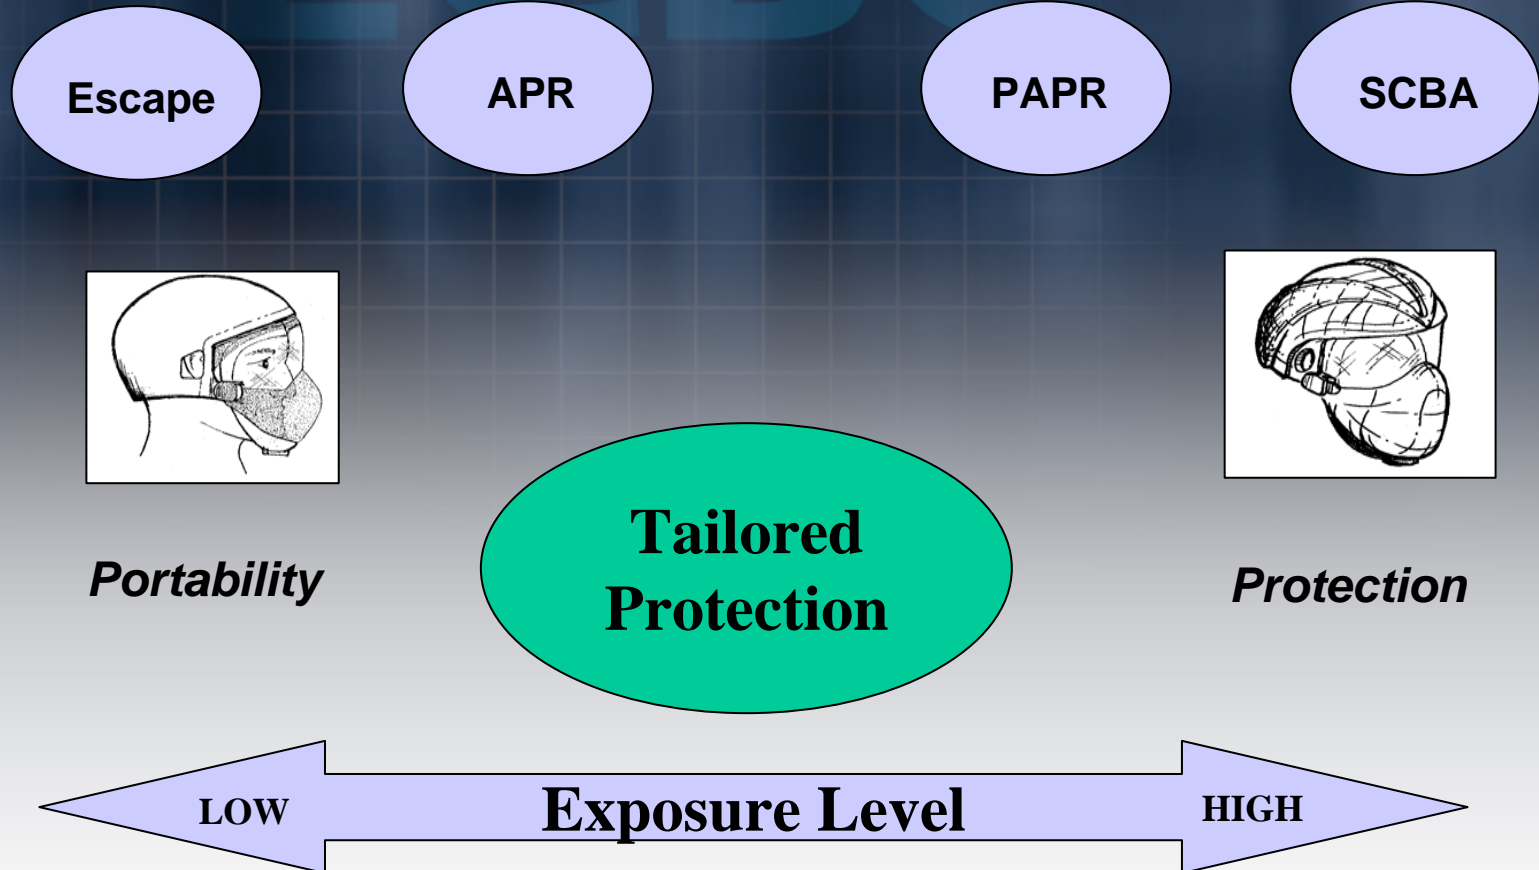 Escape
APR
PAPR
SCBA
Portability
Tailored
Protection
Protection
LOW
Exposure Level
HIGH